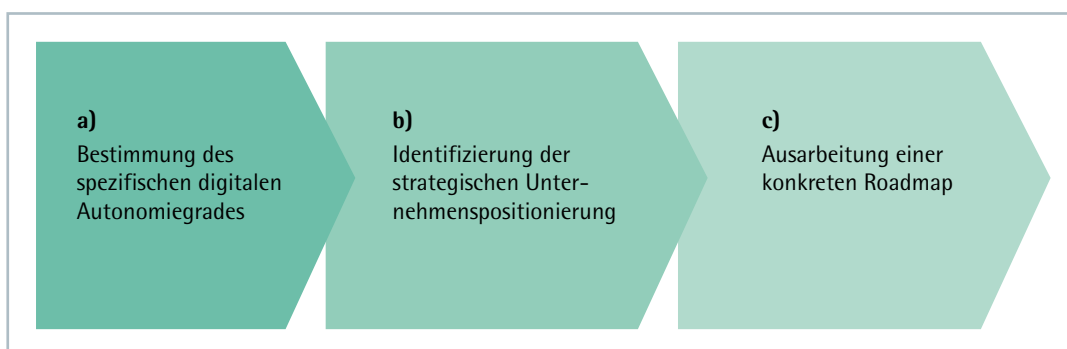 a)
Bestimmung des
spezifischen digitalen
Autonomiegrades
b)
Identifizierung der
strategischen Unter-
nehmenspositionierung
c)
Ausarbeitung einer
konkreten Roadmap